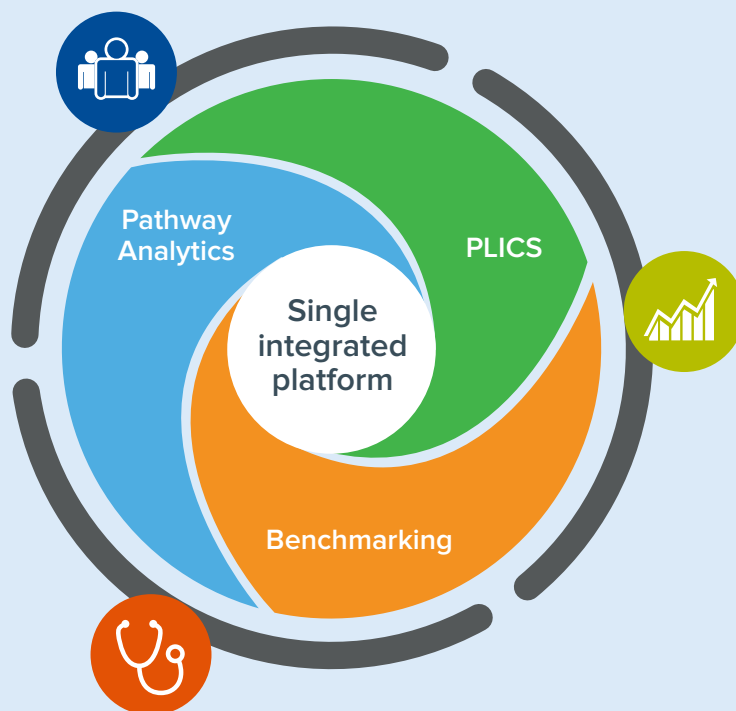 Pathway
Analytics
PLICS
Single
integrated
platform
Benchmarking